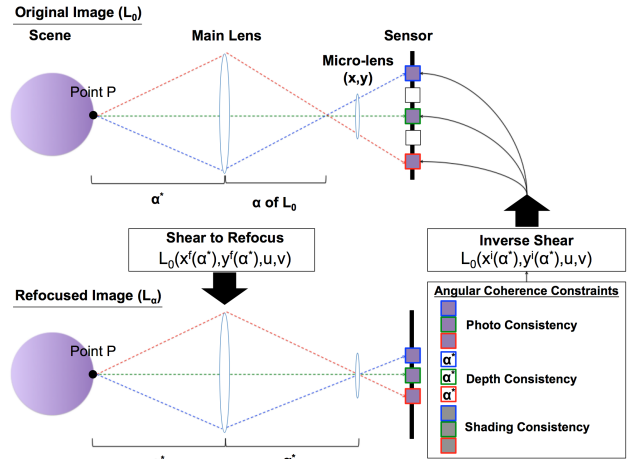 Original Image (L₀)
Scene
Main Lens
Sensor
Micro-lens
(x,y)
Point P
α*
α of L₀
Shear to Refocus
L₀(xᶠ(α*),yᶠ(α*),u,v)
Inverse Shear
L₀(xⁱ(α*),yⁱ(α*),u,v)
Refocused Image (Lα)
Point P
Angular Coherence Constraints
Photo Consistency
α*
α*
Depth Consistency
α*
Shading Consistency
α*